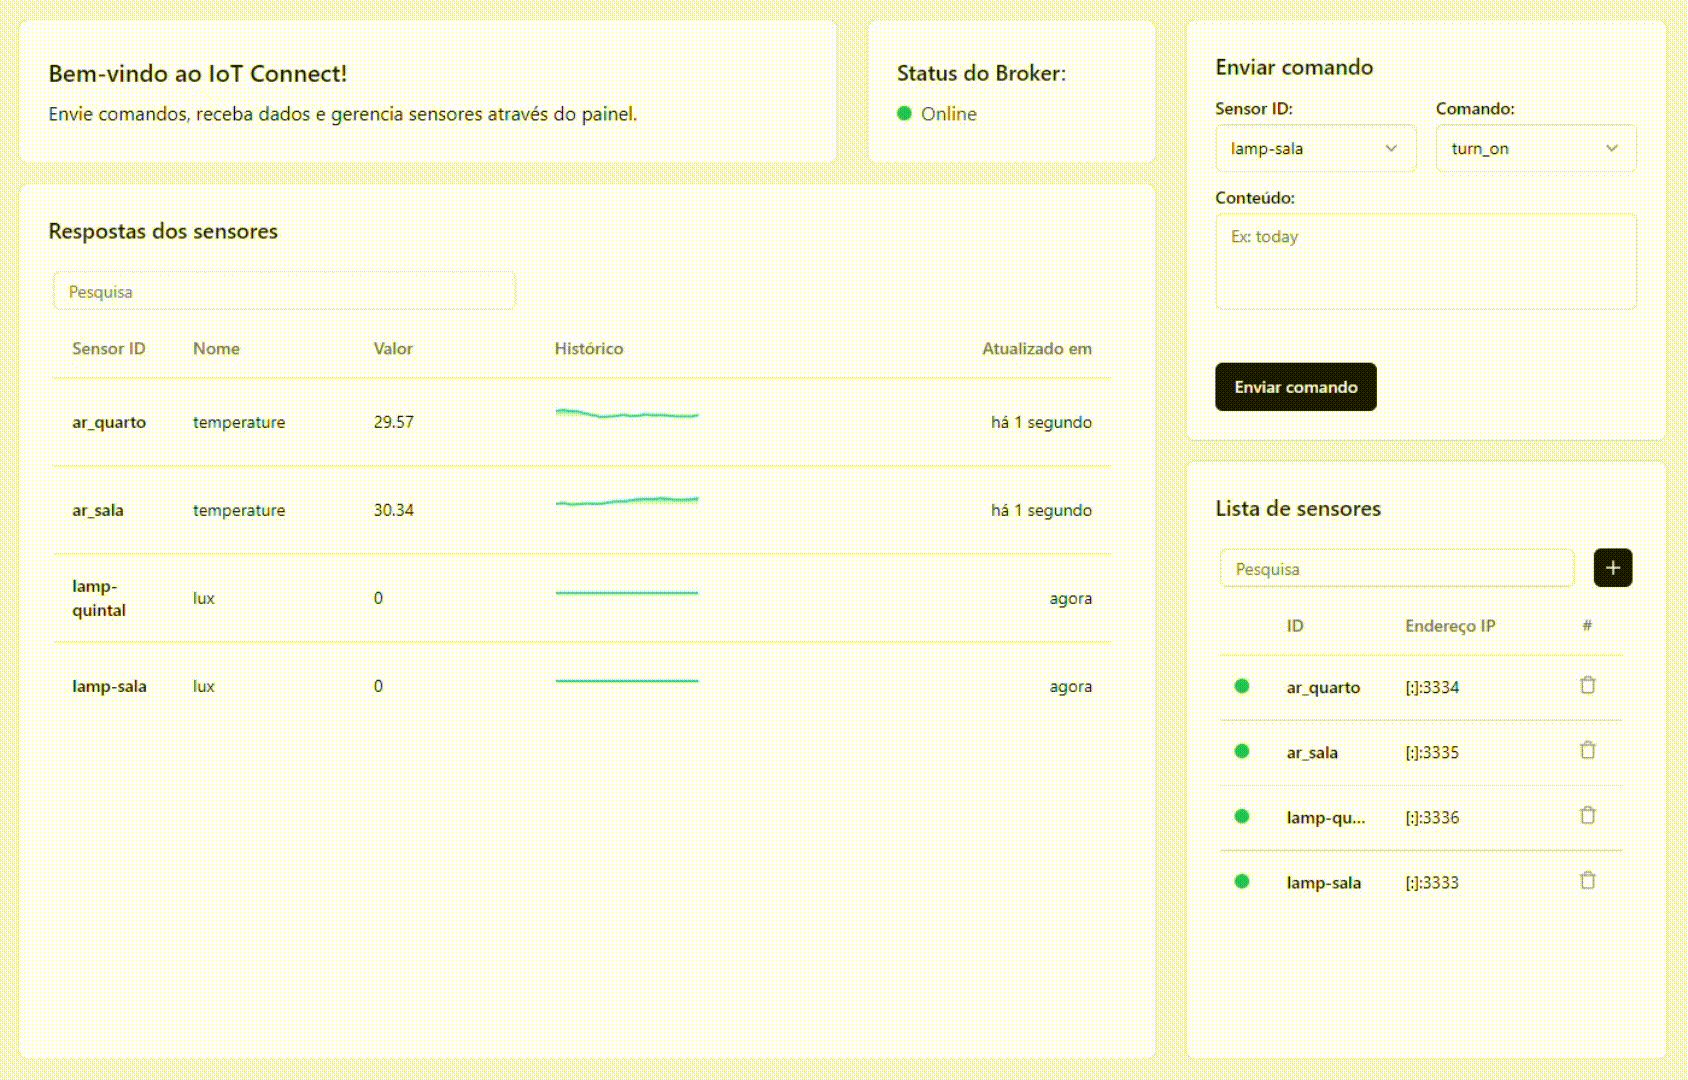 Bem-vindo ao IoT Connect!
Envie comandos, receba dados e gerencia sensores através do painel.
Status do Broker:
Online
Respostas dos sensores
Pesquisa
Sensor ID Nome Valor Histórico Atualizado em
ar_quarto temperature 29.57 há 1 segundo
ar_sala temperature 30.34 há 1 segundo
lamp-
quintal lux 0 agora
lamp-sala lux 0 agora
Enviar comando
Sensor ID: Comando:
lamp-sala turn_on
Conteúdo:
Ex: today
Enviar comando
Lista de sensores
Pesquisa +
ID Endereço IP #
ar_quarto [:]:3334
ar_sala [:]:3335
lamp-qu... [:]:3336
lamp-sala [:]:3333